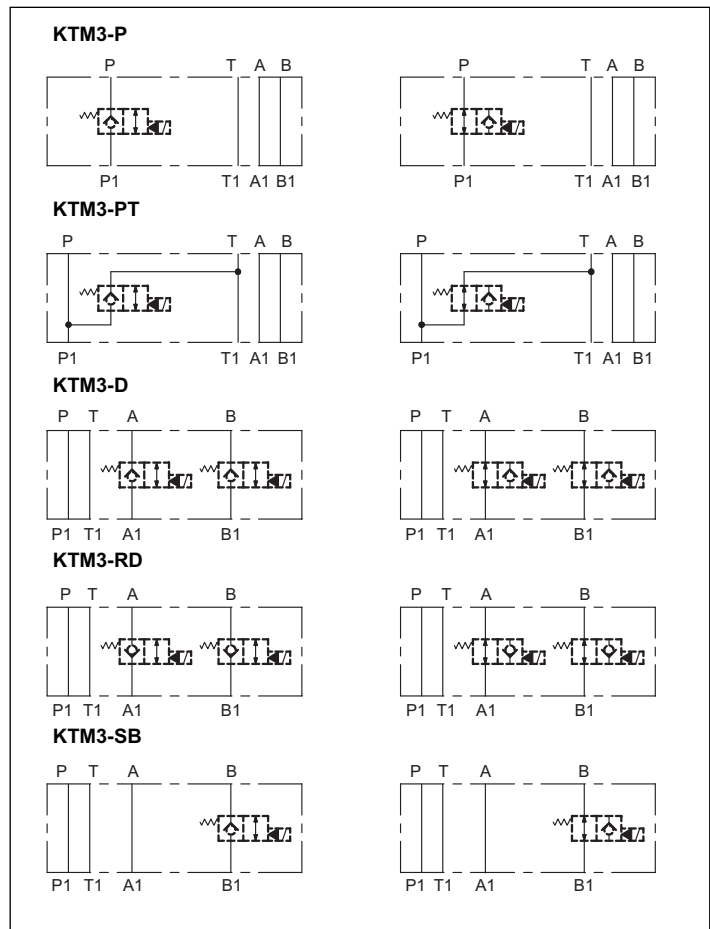 KTM3-P
P T A B P T A B
P1 T1 A1 B1 P1 T1 A1 B1
KTM3-PT
P T A B P T A B
P1 T1 A1 B1 P1 T1 A1 B1
KTM3-D
P T A B P T A B
P1 T1 A1 B1 P1 T1 A1 B1
KTM3-RD
P T A B P T A B
P1 T1 A1 B1 P1 T1 A1 B1
KTM3-SB
P T A B P T A B
P1 T1 A1 B1 P1 T1 A1 B1